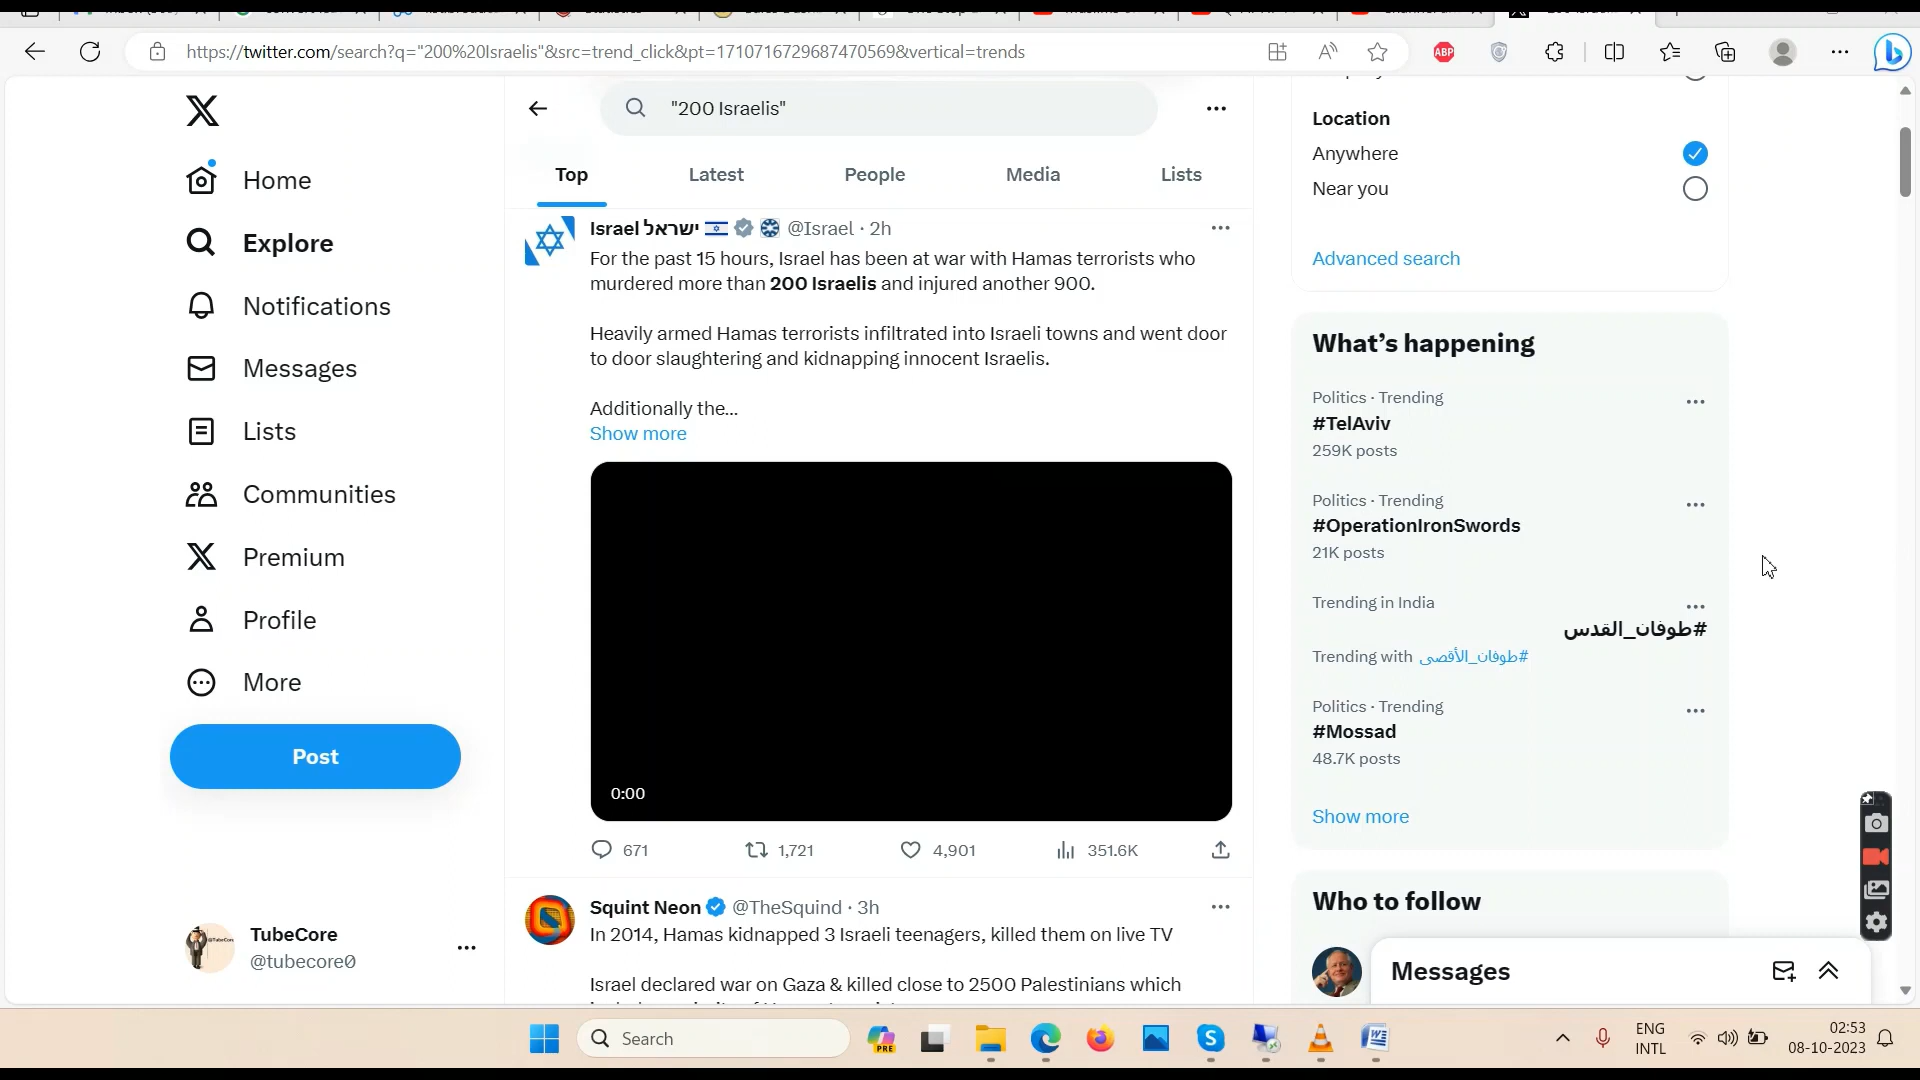 https://twitter.com/search?q="200%20Israelis"&src=trend_click&pt=1710716729687470569&vertical=trends
ABP
Home
Explore
Notifications
Messages
Lists
Communities
Premium
Profile
More
Post
TubeCore
@tubecore0
"200 Israelis"
Top
Latest
People
Media
Lists
Israel ישראל @Israel · 2h
For the past 15 hours, Israel has been at war with Hamas terrorists who
murdered more than 200 Israelis and injured another 900.
Heavily armed Hamas terrorists infiltrated into Israeli towns and went door
to door slaughtering and kidnapping innocent Israelis.
Additionally the...
Show more
0:00
671
1,721
4,901
351.6K
Squint Neon @TheSquind · 3h
In 2014, Hamas kidnapped 3 Israeli teenagers, killed them on live TV
Israel declared war on Gaza & killed close to 2500 Palestinians which
Location
Anywhere
Near you
Advanced search
What's happening
Politics · Trending
#TelAviv
259K posts
Politics · Trending
#OperationIronSwords
21K posts
Trending in India
#طوفان_القدس
Trending with #طوفان_الأقصى
Politics · Trending
#Mossad
48.7K posts
Show more
Who to follow
Messages
Search
PRE
ENG
INTL
02:53
08-10-2023